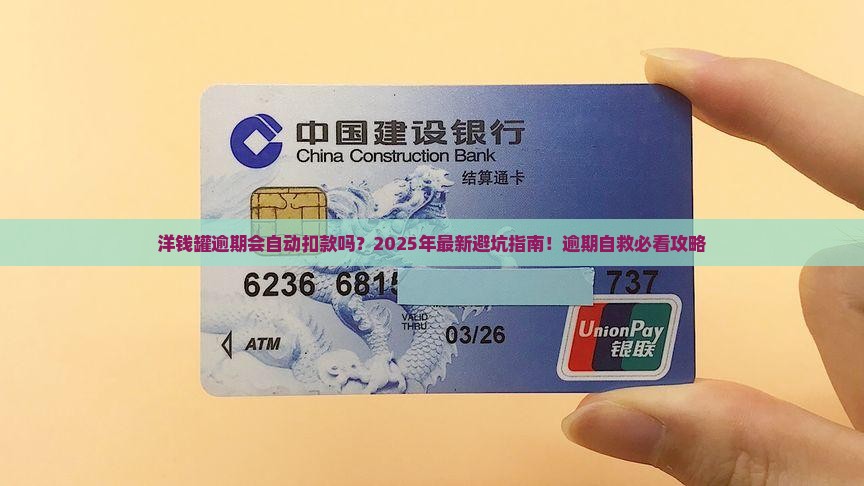 中国建设银行
China Construction Bank
结算通卡
洋钱罐逾期会自动扣款吗？2025年最新避坑指南！逾期自救必看攻略
6236 6815 737
VALID
THRU 03/26
ATM
UnionPay
银联